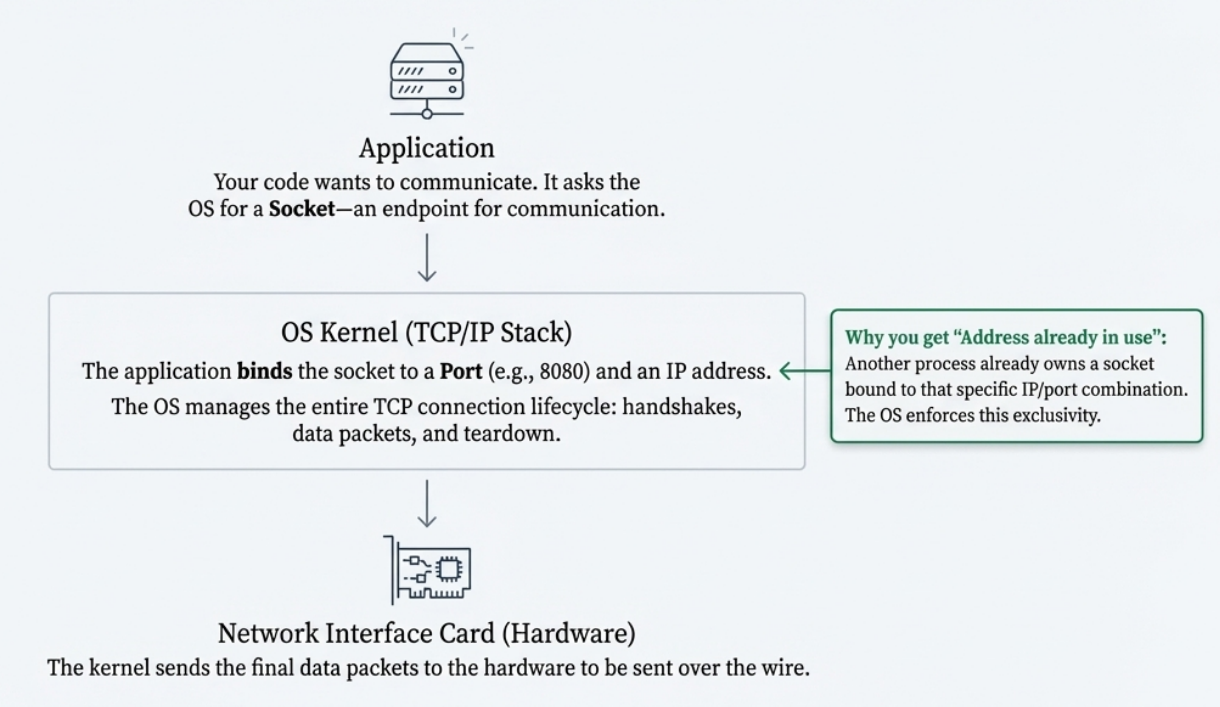 Application
Your code wants to communicate. It asks the
OS for a Socket—an endpoint for communication.
OS Kernel (TCP/IP Stack)
The application binds the socket to a Port (e.g., 8080) and an IP address.
The OS manages the entire TCP connection lifecycle: handshakes,
data packets, and teardown.
Why you get “Address already in use”:
Another process already owns a socket
bound to that specific IP/port combination.
The OS enforces this exclusivity.
Network Interface Card (Hardware)
The kernel sends the final data packets to the hardware to be sent over the wire.